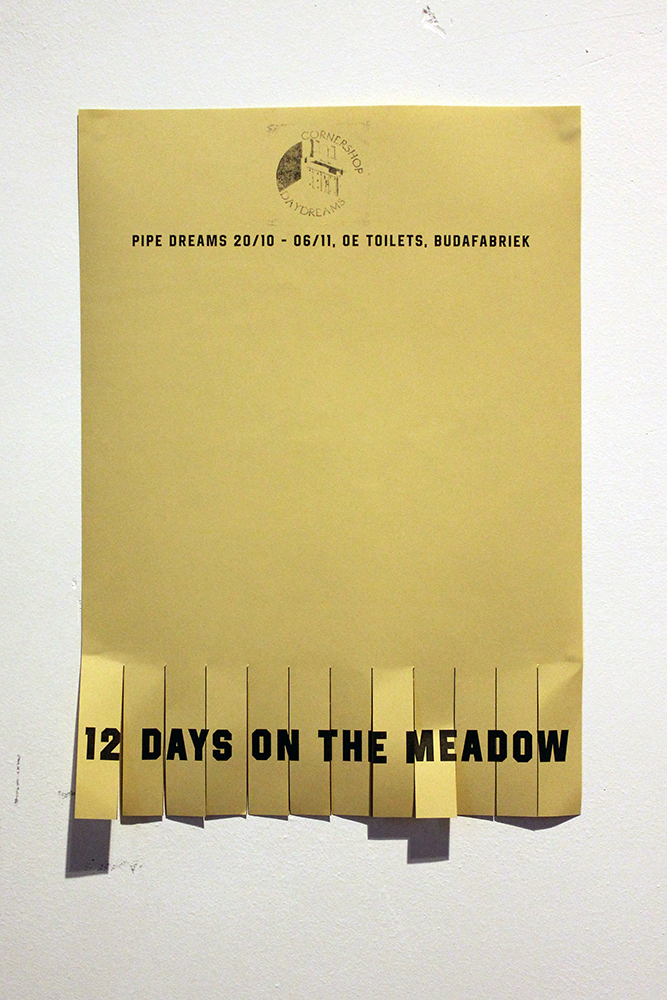 CORNERSHOP
DAYDREAMS
PIPE DREAMS 20/10 - 06/11, OE TOILETS, BUDAFABRIEK
12 DAYS ON THE MEADOW